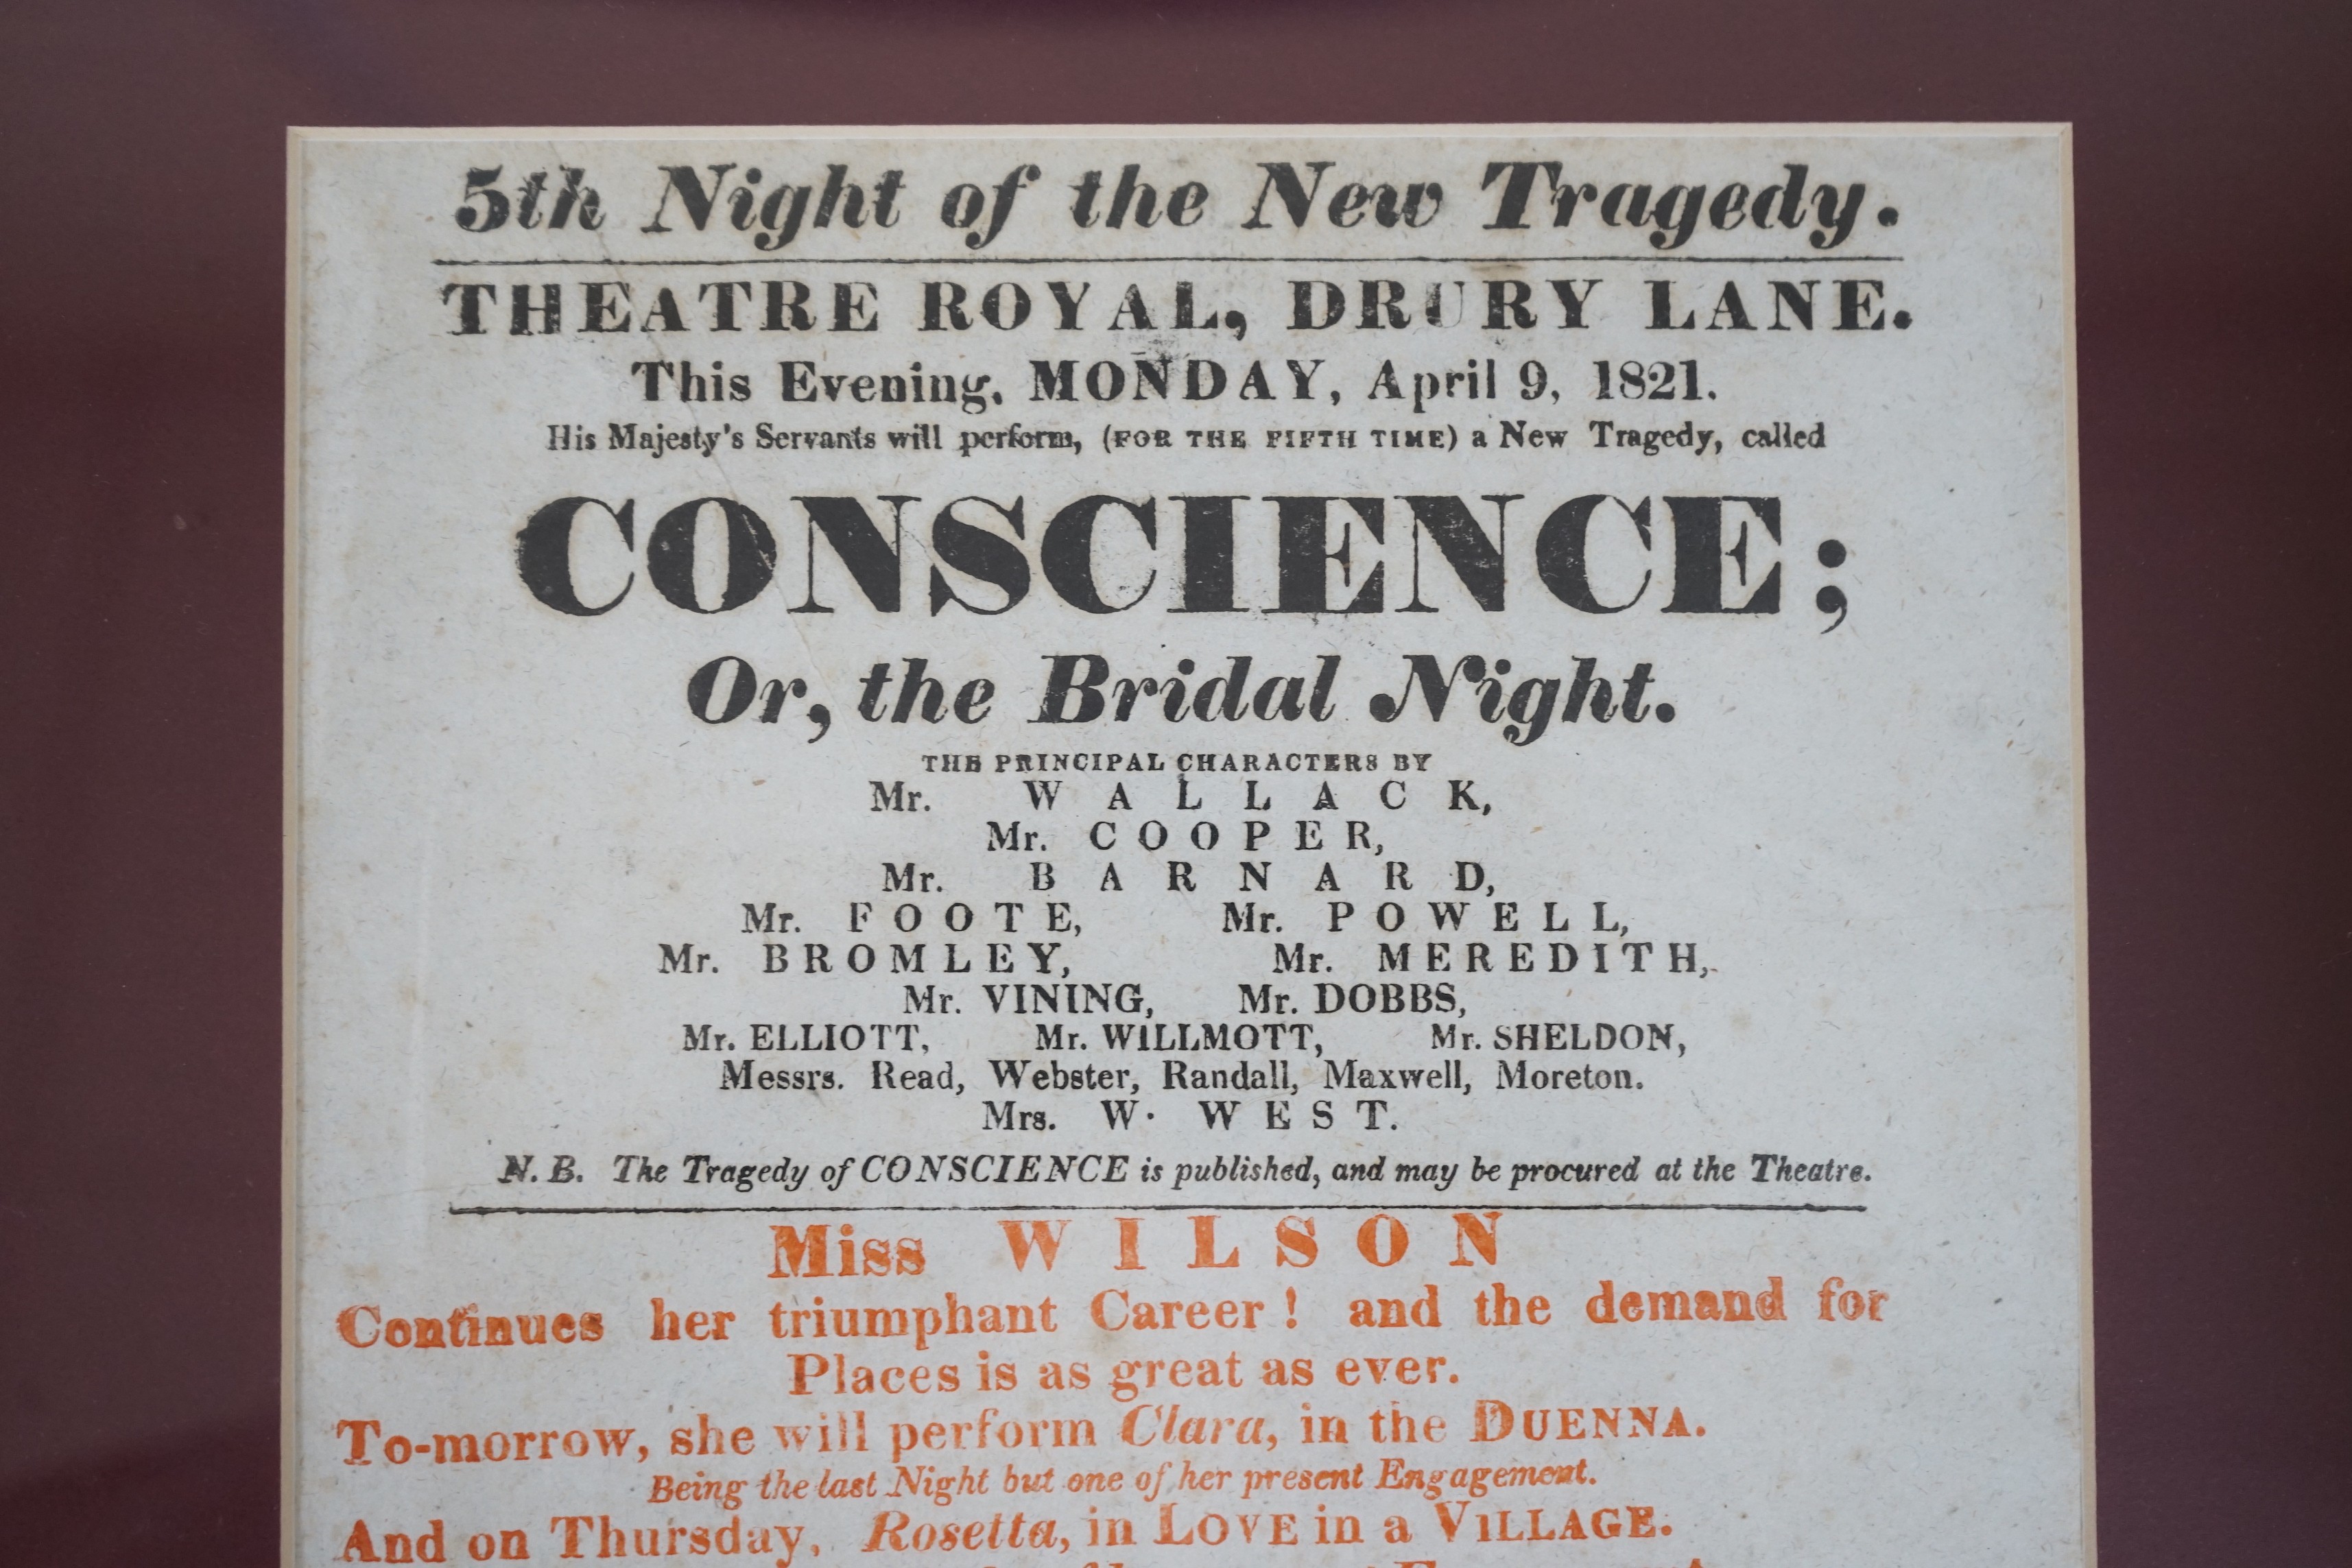 5th Night of the New Tragedy.
THEATRE ROYAL, DRURY LANE.
This Evening, MONDAY, April 9, 1821.
His Majesty's Servants will perform, (FOR THE FIFTH TIME) a New Tragedy, called
CONSCIENCE;
Or, the Bridal Night.
THE PRINCIPAL CHARACTERS BY
Mr. WALLACK,
Mr. COOPER,
Mr. BARNARD,
Mr. FOOTE, Mr. POWELL,
Mr. BROMLEY, Mr. MEREDITH,
Mr. VINING, Mr. DOBBS,
Mr. ELLIOTT, Mr. WILLMOTT, Mr. SHELDON,
Messrs. Read, Webster, Randall, Maxwell, Moreton.
Mrs. W. WEST.
N.B. The Tragedy of CONSCIENCE is published, and may be procured at the Theatre.
Miss WILSON
Continues her triumphant Career! and the demand for
Places is as great as ever.
To-morrow, she will perform Clara, in the DUENNA.
Being the last Night but one of her present Engagement.
And on Thursday, Rosetta, in LOVE in a VILLAGE.